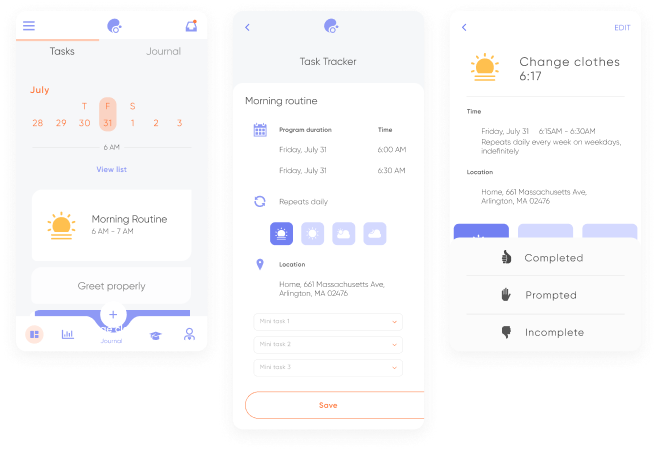 Tasks
Journal
July
T F S
28 29 30 31 1 2 3
6 AM
View list
Morning Routine
6 AM - 7 AM
Greet properly
+
Journal
Task Tracker
Morning routine
Program duration
Time
Friday, July 31
6:00 AM
Friday, July 31
6:30 AM
Repeats daily
Location
Home, 661 Massachusetts Ave,
Arlington, MA 02476
Mini task 1
Mini task 2
Mini task 3
Save
EDIT
Change clothes
6:17
Time
Friday, July 31 6:15AM - 6:30AM
Repeats daily every week on weekdays,
indefinitely
Location
Home, 661 Massachusetts Ave,
Arlington, MA 02476
Completed
Prompted
Incomplete